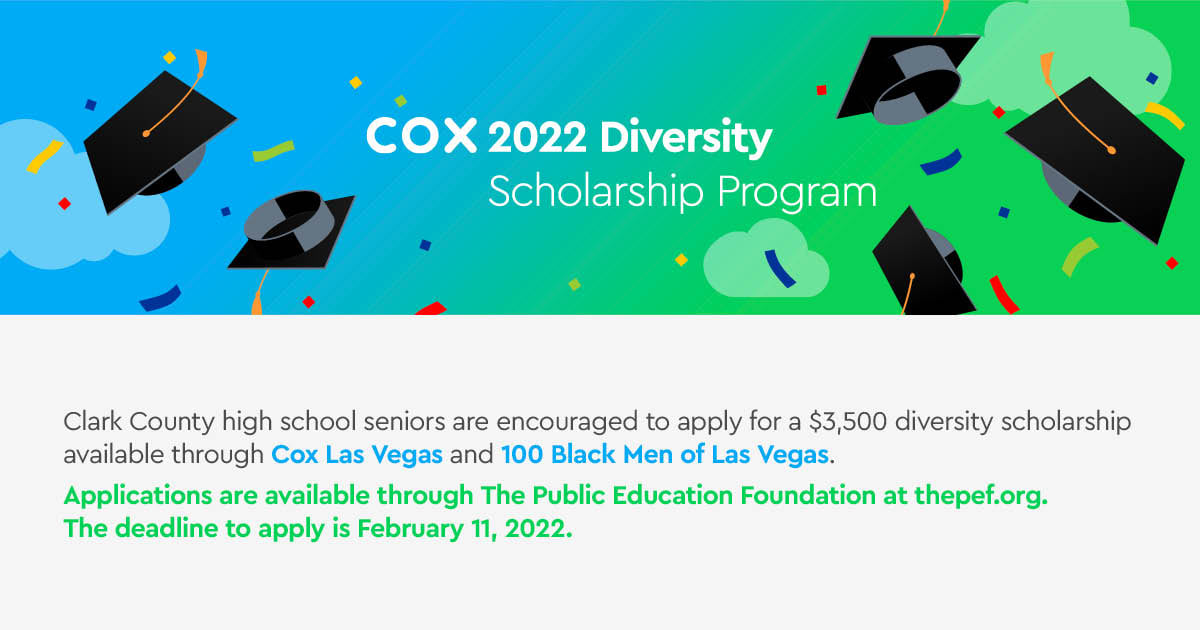 COX 2022 Diversity
Scholarship Program
Clark County high school seniors are encouraged to apply for a $3,500 diversity scholarship
available through Cox Las Vegas and 100 Black Men of Las Vegas.
Applications are available through The Public Education Foundation at thepef.org.
The deadline to apply is February 11, 2022.